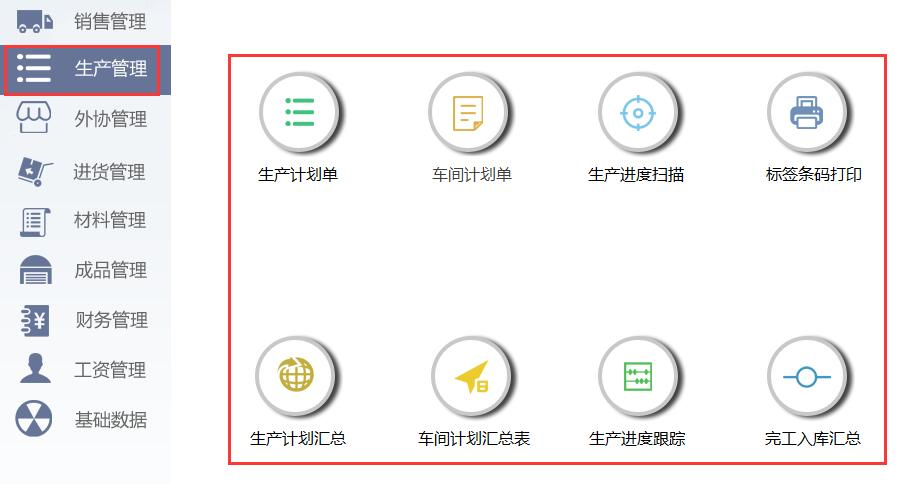 销售管理
生产管理
外协管理
进货管理
材料管理
成品管理
财务管理
工资管理
基础数据
生产计划单
车间计划单
生产进度扫描
标签条码打印
生产计划汇总
车间计划汇总表
生产进度跟踪
完工入库汇总